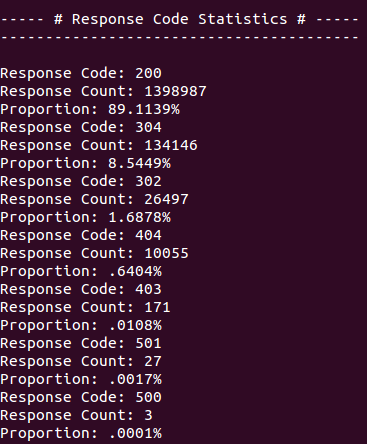 ----- # Response Code Statistics # -----
----------------------------------------
Response Code: 200
Response Count: 1398987
Proportion: 89.1139%
Response Code: 304
Response Count: 134146
Proportion: 8.5449%
Response Code: 302
Response Count: 26497
Proportion: 1.6878%
Response Code: 404
Response Count: 10055
Proportion: .6404%
Response Code: 403
Response Count: 171
Proportion: .0108%
Response Code: 501
Response Count: 27
Proportion: .0017%
Response Code: 500
Response Count: 3
Proportion: .0001%